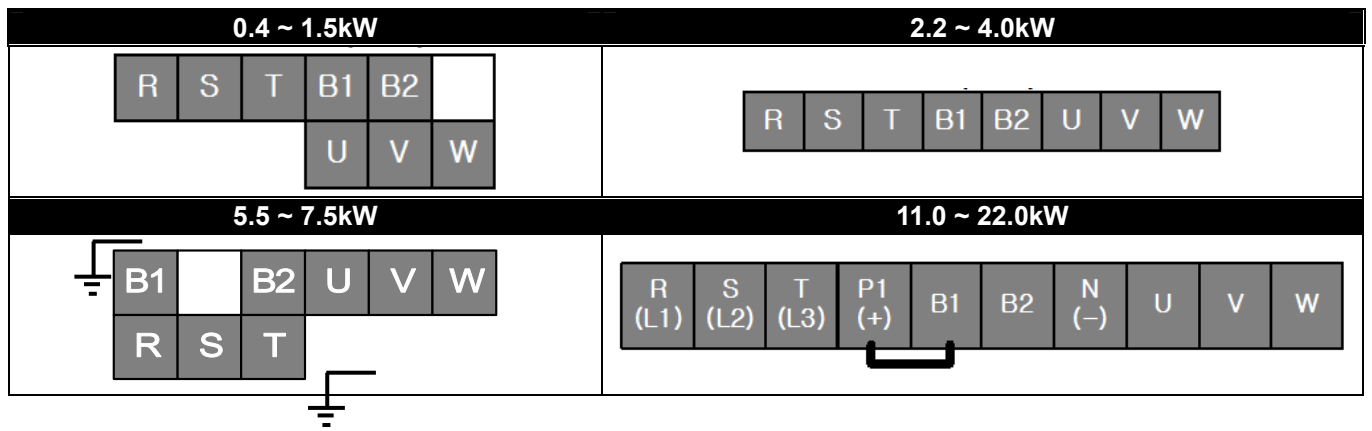 0.4 ~ 1.5kW
2.2 ~ 4.0kW
R S T B1 B2
U V W
R S T B1 B2 U V W
5.5 ~ 7.5kW
11.0 ~ 22.0kW
B1 B2 U V W
R S T
R S T P1 B1 B2 N U V W
(L1) (L2) (L3) (+) (−)